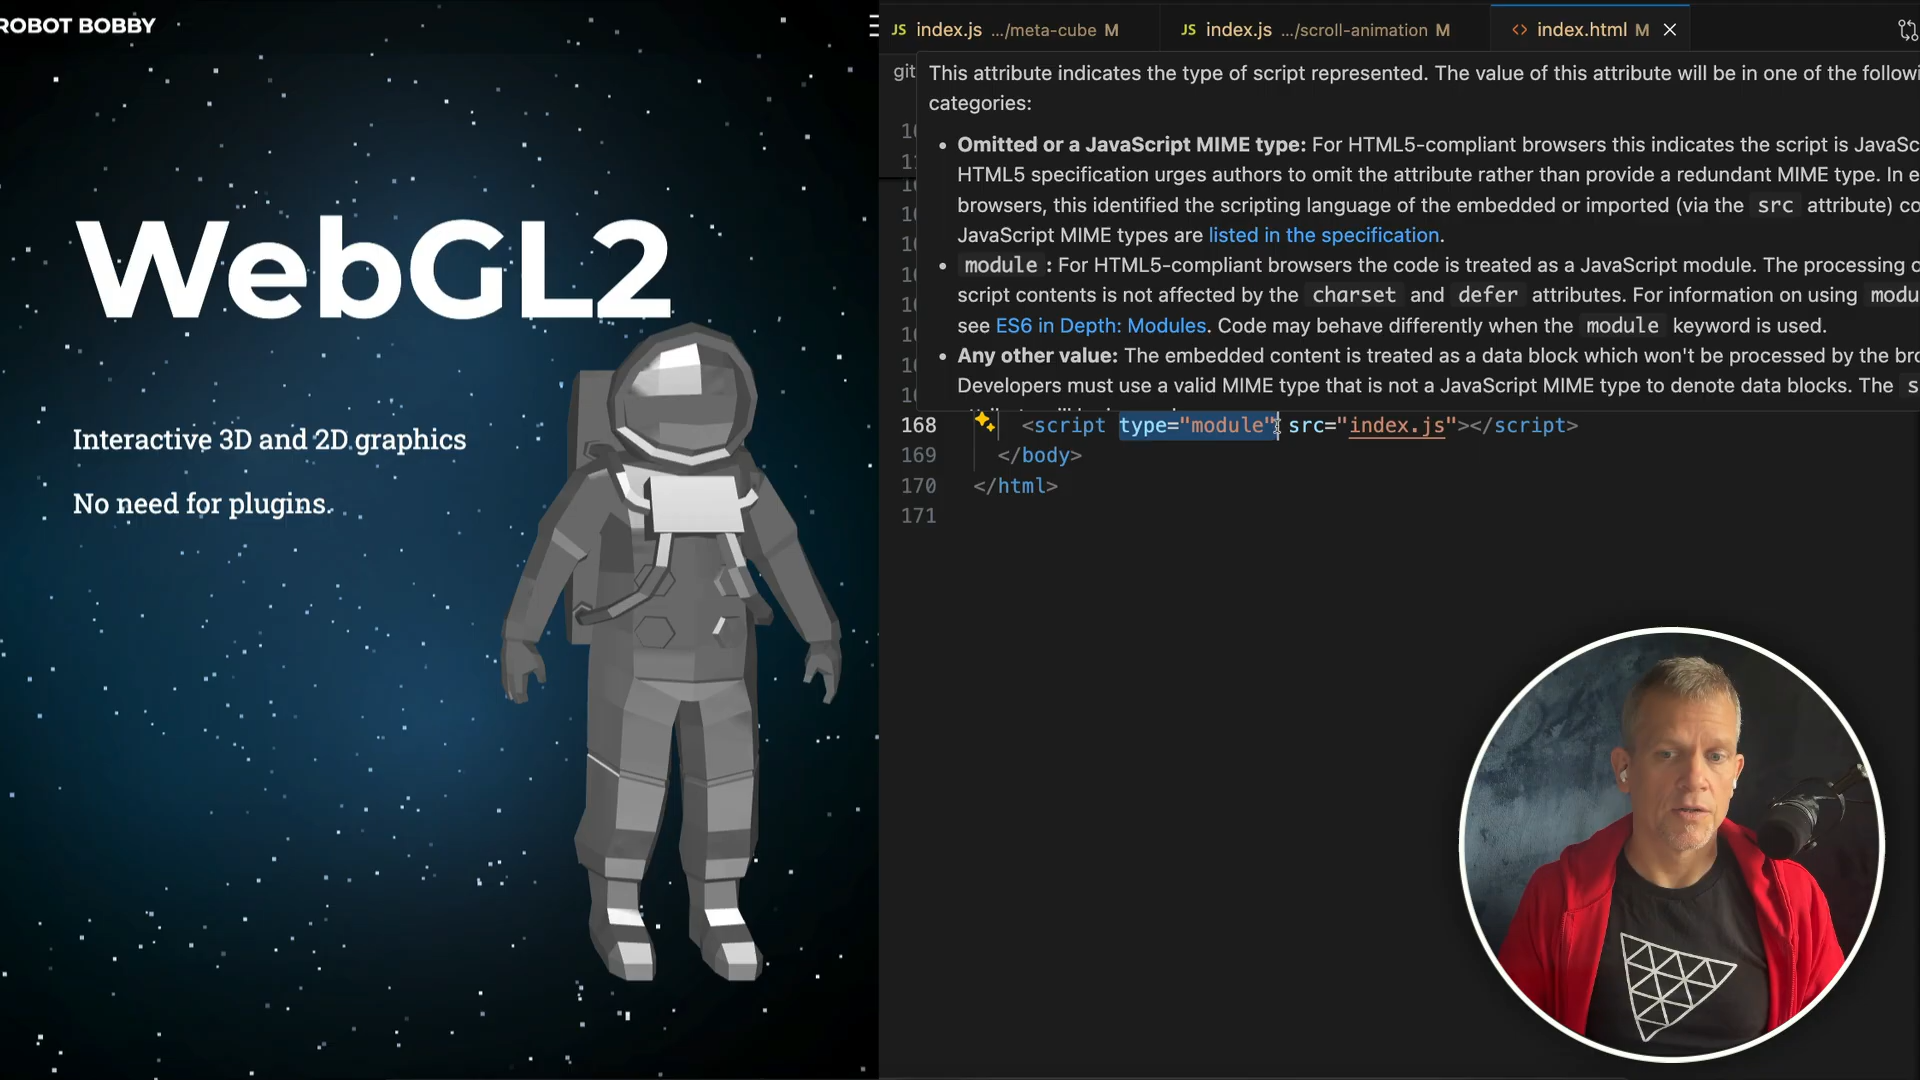 ROBOT BOBBY
WebGL2
Interactive 3D and 2D graphics
No need for plugins.
JS index.js .../meta-cube M
JS index.js .../scroll-animation M
<> index.html M
git
This attribute indicates the type of script represented. The value of this attribute will be in one of the
categories:
• Omitted or a JavaScript MIME type: For HTML5-compliant browsers this indicates the script is
HTML5 specification urges authors to omit the attribute rather than provide a redundant MIME type. In
browsers, this identified the scripting language of the embedded or imported (via the src attribute)
JavaScript MIME types are listed in the specification.
• module : For HTML5-compliant browsers the code is treated as a JavaScript module. The processing
script contents is not affected by the charset and defer attributes. For information on using
see ES6 in Depth: Modules. Code may behave differently when the module keyword is used.
• Any other value: The embedded content is treated as a data block which won't be processed by the
Developers must use a valid MIME type that is not a JavaScript MIME type to denote data blocks. The
168 <script type="module" src="index.js"></script>
169 </body>
170 </html>
171